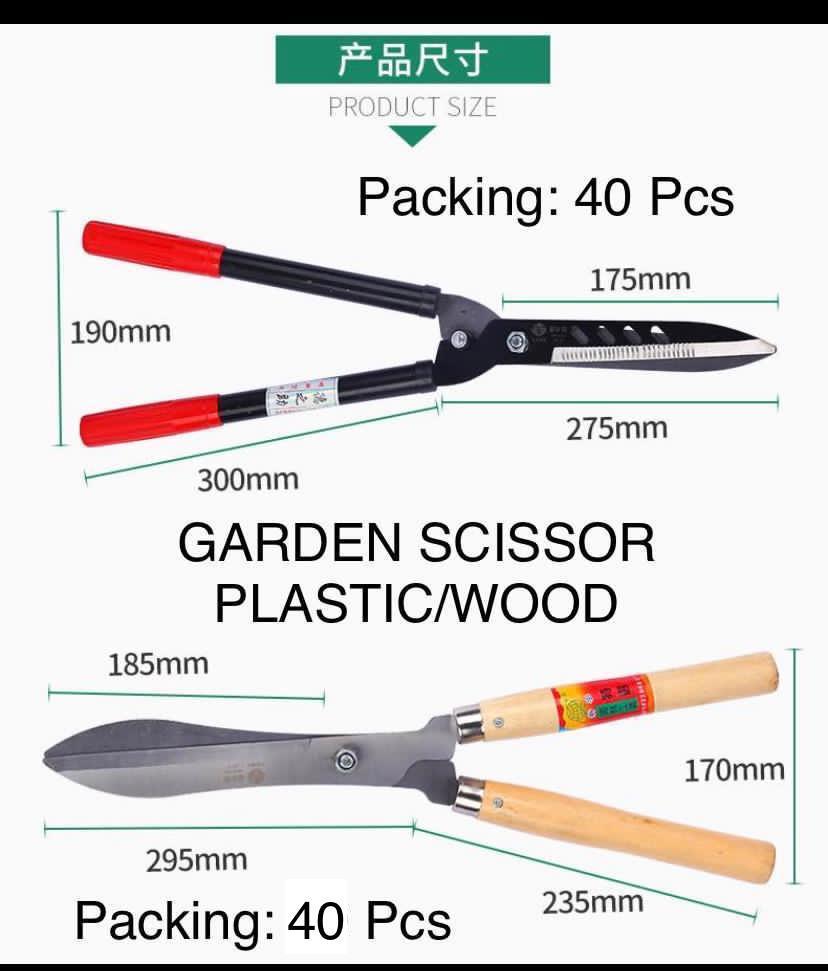 产品尺寸
PRODUCT SIZE
Packing: 40 Pcs
175mm
190mm
275mm
300mm
GARDEN SCISSOR
PLASTIC/WOOD
185mm
170mm
295mm
235mm
Packing: 40 Pcs